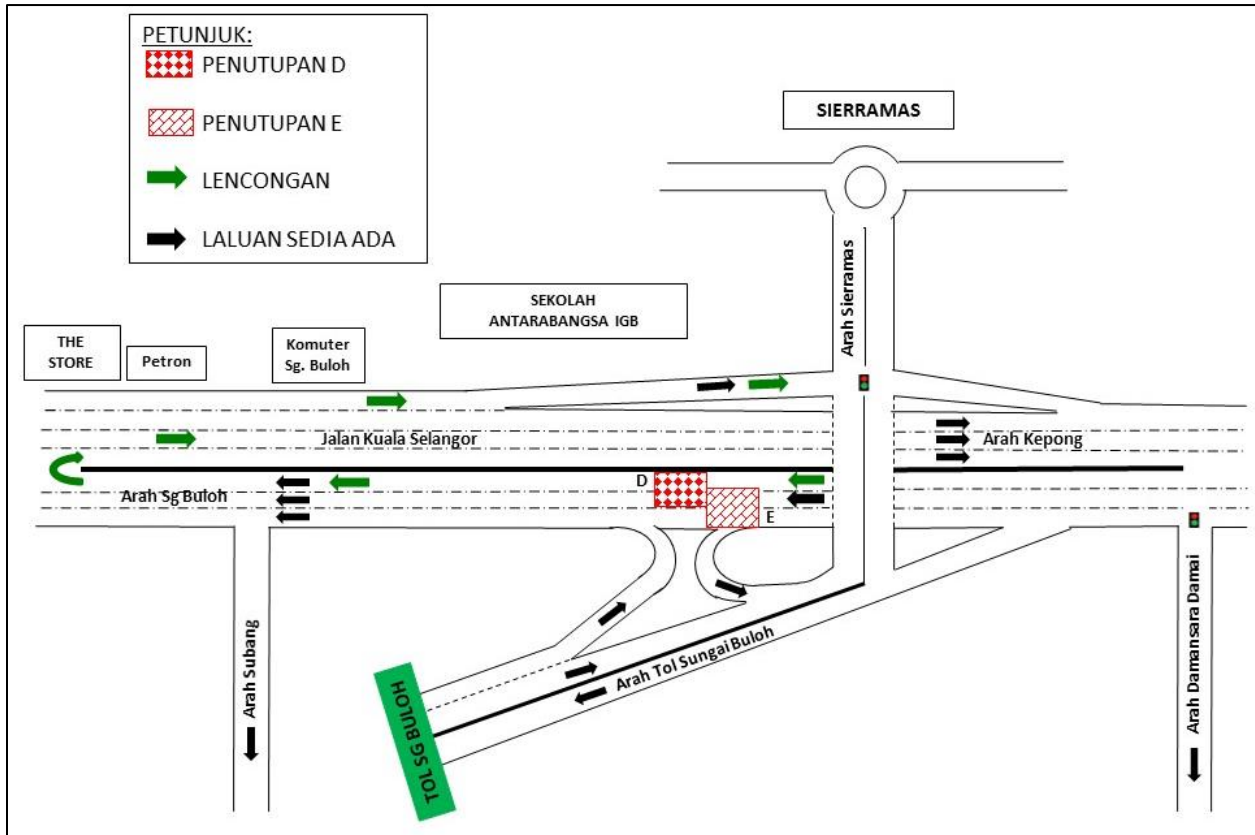 PETUNJUK:
PENUTUPAN D
PENUTUPAN E
LENCONGAN
LALUAN SEDIA ADA
SIERRAMAS
Arah Sierramas
SEKOLAH
ANTARABANGSA IGB
THE
STORE
Petron
Komuter
Sg. Buloh
Jalan Kuala Selangor
Arah Kepong
Arah Sg Buloh
D
E
Arah Subang
TOL SG BULOH
Arah Tol Sungai Buloh
Arah Damansara Damai